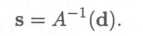 s = A⁻¹(d).